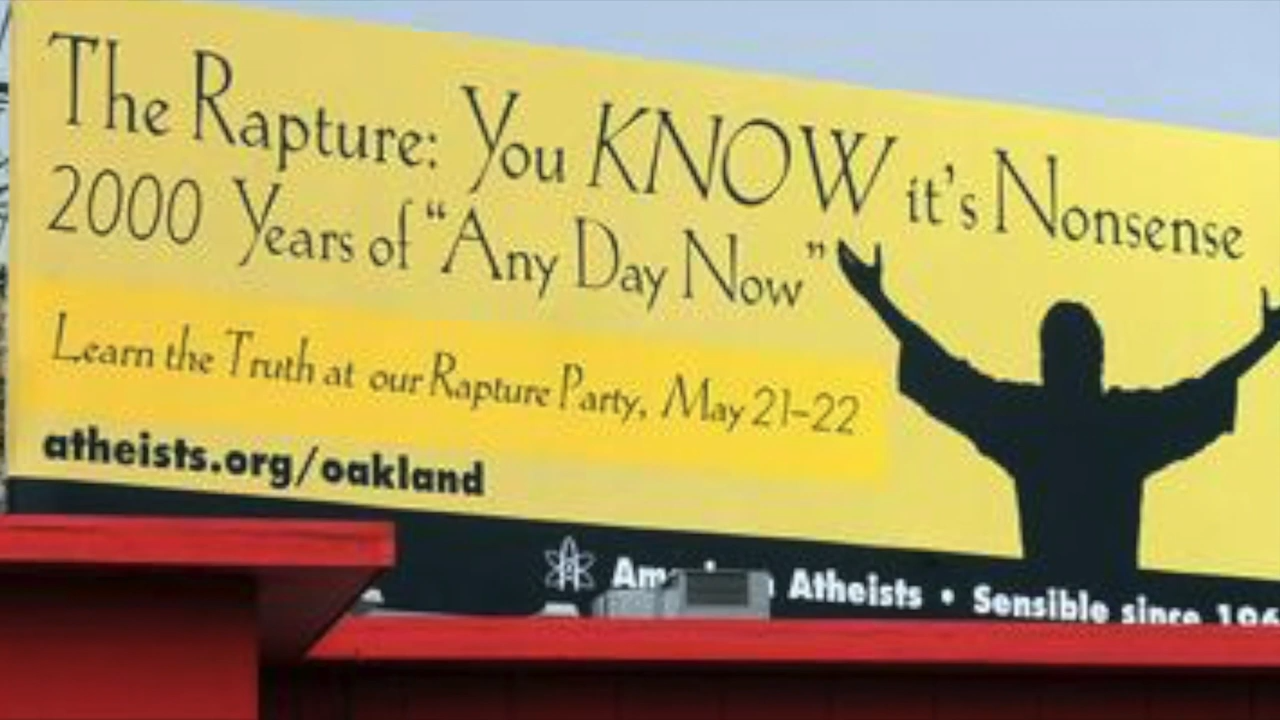 The Rapture: You KNOW it's Nonsense
2000 Years of “Any Day Now”
Learn the Truth at our Rapture Party, May 21–22
atheists.org/oakland
Atheists • Sensible since